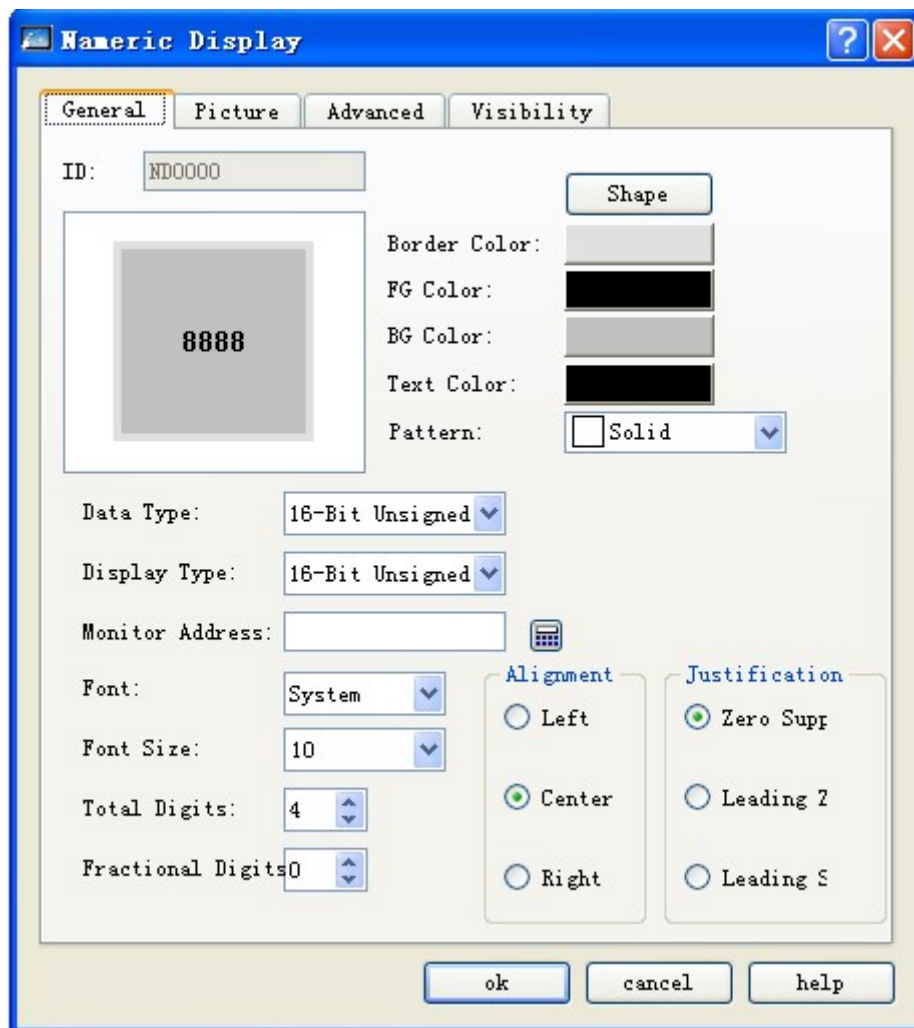 Nameric Display
General Picture Advanced Visibility
ID: ND0000
Shape
Border Color:
FG Color:
8888
BG Color:
Text Color:
Pattern: Solid
Data Type: 16-Bit Unsigned
Display Type: 16-Bit Unsigned
Monitor Address:
Font: System
Font Size: 10
Total Digits: 4
Fractional Digits 0
Alignment
Left
Center
Right
Justification
Zero Supp
Leading Z
Leading S
ok cancel help